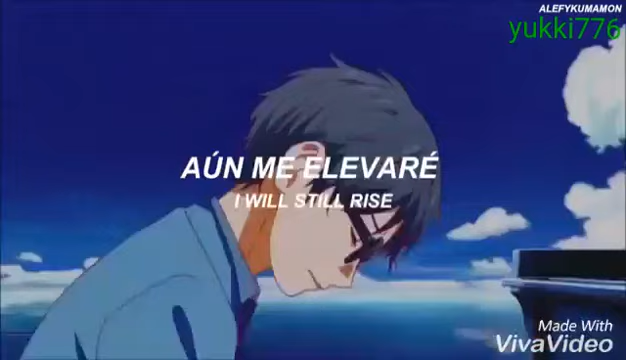 ALEFYKUMAMON
yukki776
AÚN ME ELEVARÉ
I WILL STILL RISE
Made With
VivaVideo